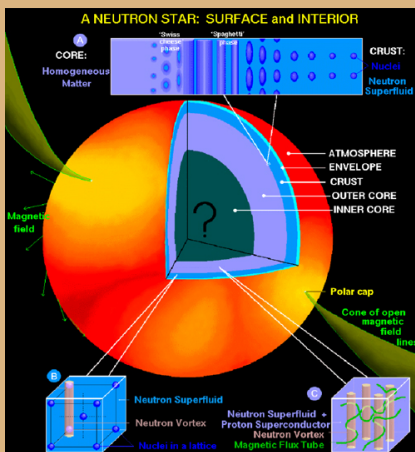 A NEUTRON STAR: SURFACE and INTERIOR
'Swiss cheese' phase
'Spaghetti' phase
A
CORE:
Homogeneous
Matter
CRUST:
Nuclei
Neutron
Superfluid
ATMOSPHERE
ENVELOPE
CRUST
OUTER CORE
INNER CORE
?
Magnetic
field
Polar cap
Cone of open
magnetic
field
lines
B
Neutron Superfluid
Neutron Vortex
Nuclei in a lattice
C
Neutron Superfluid +
Proton Superconductor
Neutron Vortex
Magnetic Flux Tube